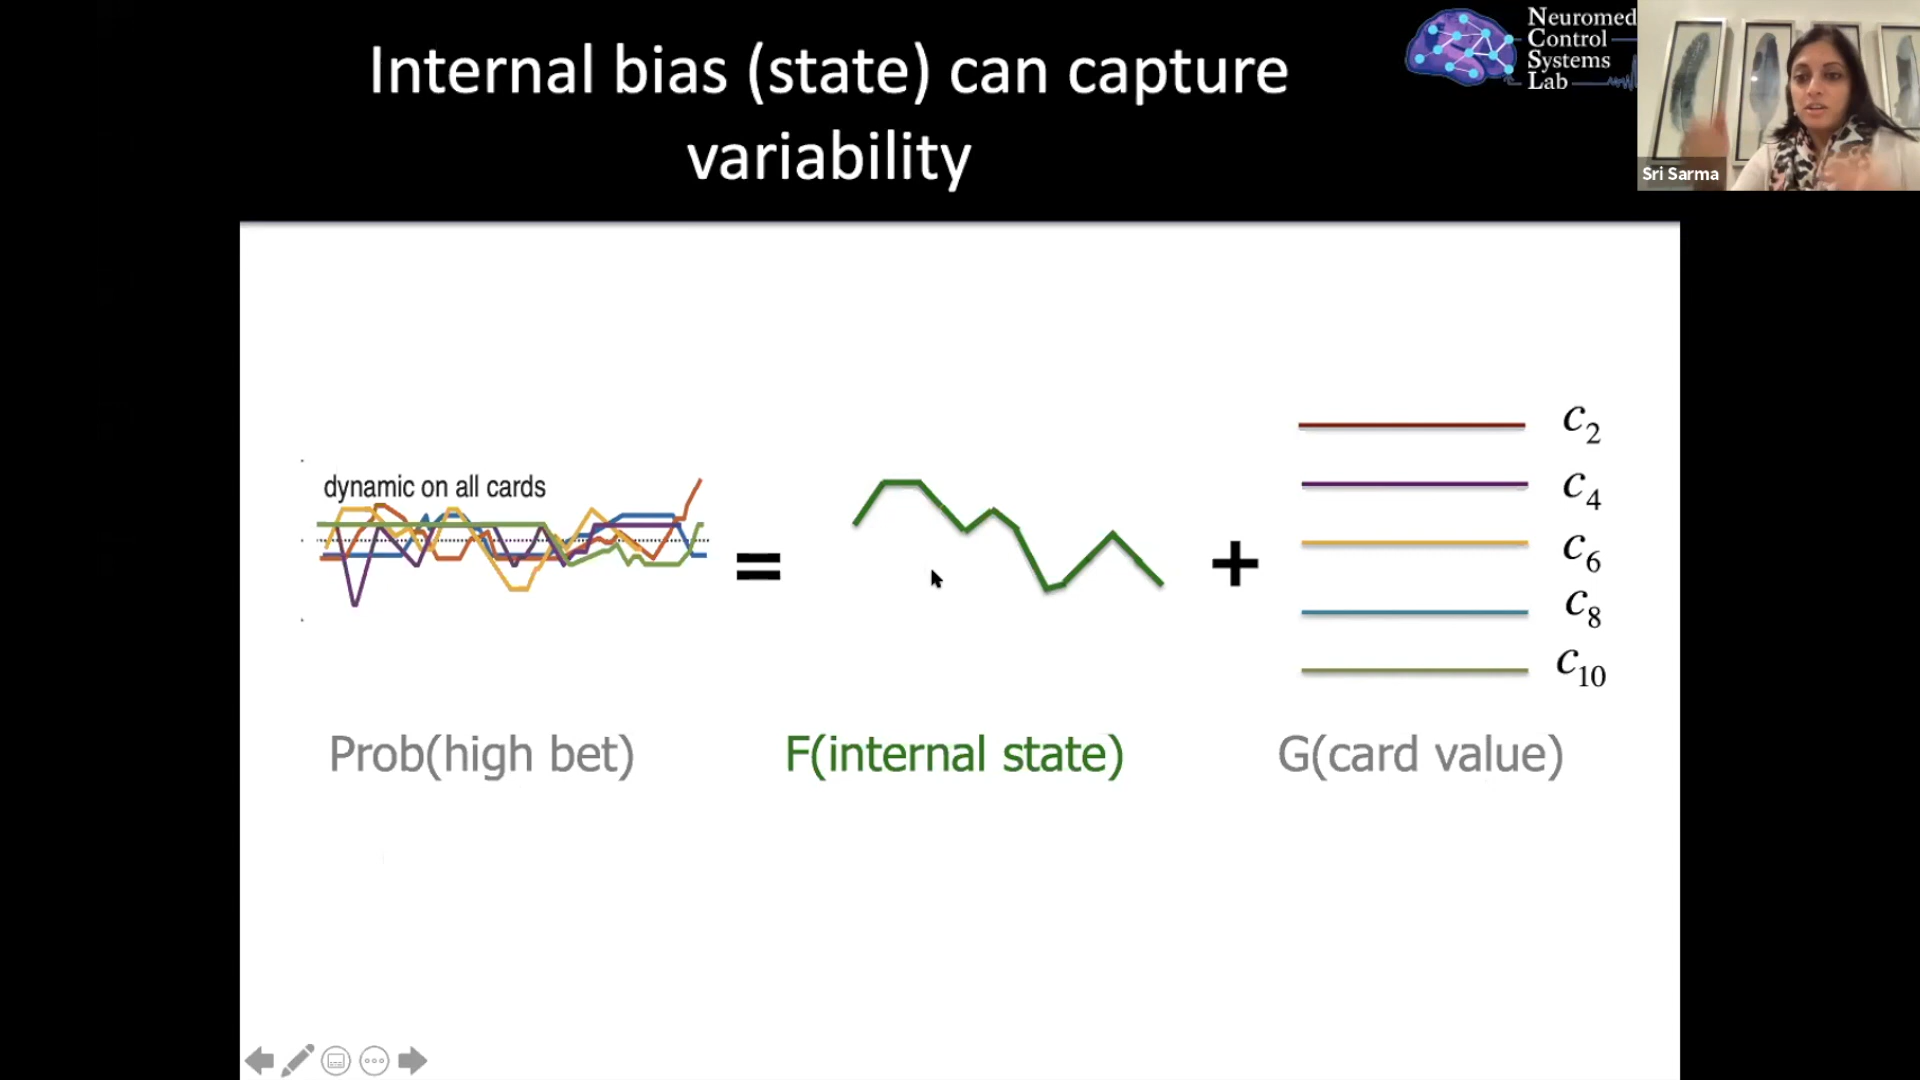 Internal bias (state) can capture
variability
Neuromed
Control
Systems
Lab
Sri Sarma
dynamic on all cards
=
+
c2
c4
c6
c8
c10
Prob(high bet)
F(internal state)
G(card value)